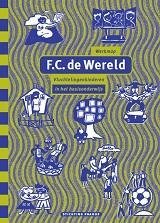 Werkmap
F.C. de Wereld
Vluchtelingenkinderen
in het basisonderwijs
STICHTING PHAROS